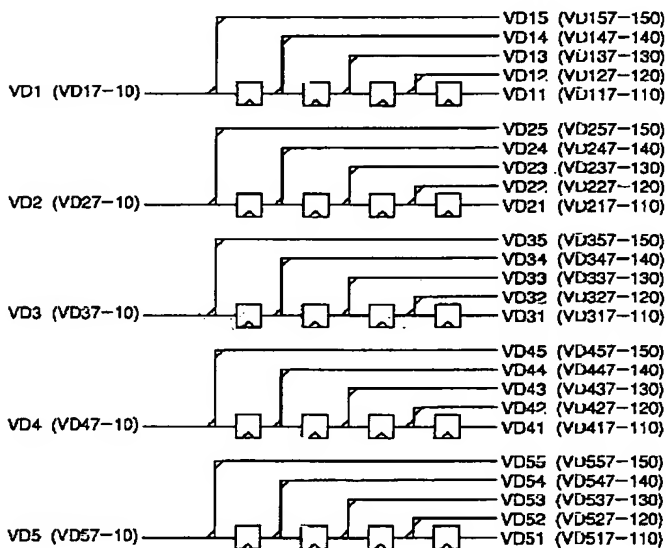 VD15 (VD157-150)
VD14 (VD147-140)
VD13 (VD137-130)
VD12 (VD127-120)
VD1 (VD17-10) VD11 (VD117-110)
VD25 (VD257-150)
VD24 (VD247-140)
VD23 (VD237-130)
VD22 (VD227-120)
VD2 (VD27-10) VD21 (VD217-110)
VD35 (VD357-150)
VD34 (VD347-140)
VD33 (VD337-130)
VD32 (VD327-120)
VD3 (VD37-10) VD31 (VD317-110)
VD45 (VD457-150)
VD44 (VD447-140)
VD43 (VD437-130)
VD42 (VD427-120)
VD4 (VD47-10) VD41 (VD417-110)
VD55 (VD557-150)
VD54 (VD547-140)
VD53 (VD537-130)
VD52 (VD527-120)
VD5 (VD57-10) VD51 (VD517-110)